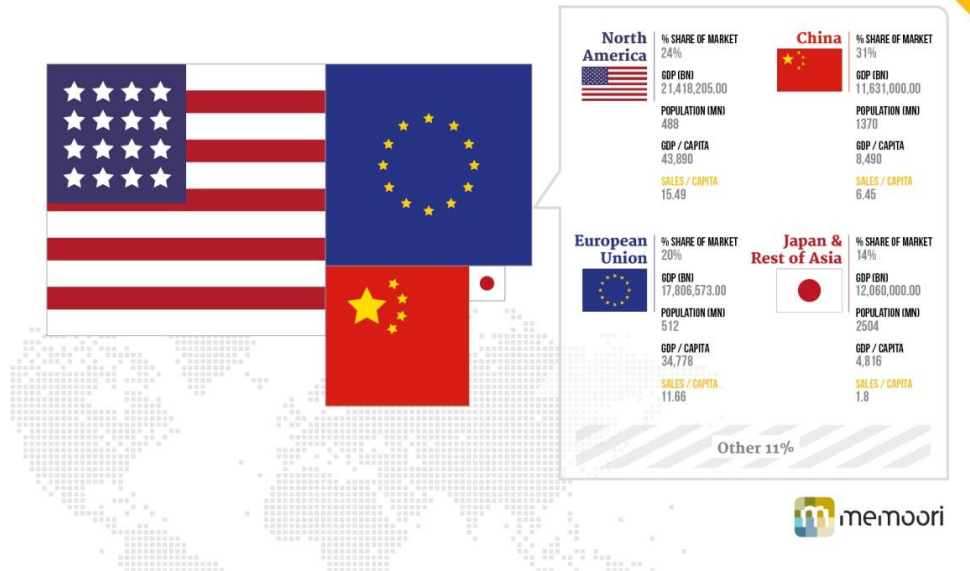 North
America
% SHARE OF MARKET
24%
GDP (BN)
21,418,205.00
POPULATION (MN)
488
GDP / CAPITA
43,890
SALES / CAPITA
15.49
China
% SHARE OF MARKET
31%
GDP (BN)
11,631,000.00
POPULATION (MN)
1370
GDP / CAPITA
8,490
SALES / CAPITA
6.45
European
Union
% SHARE OF MARKET
20%
GDP (BN)
17,806,573.00
POPULATION (MN)
512
GDP / CAPITA
34,778
SALES / CAPITA
11.66
Japan &
Rest of Asia
% SHARE OF MARKET
14%
GDP (BN)
12,060,000.00
POPULATION (MN)
2504
GDP / CAPITA
4,816
SALES / CAPITA
1.8
Other 11%
m memoori